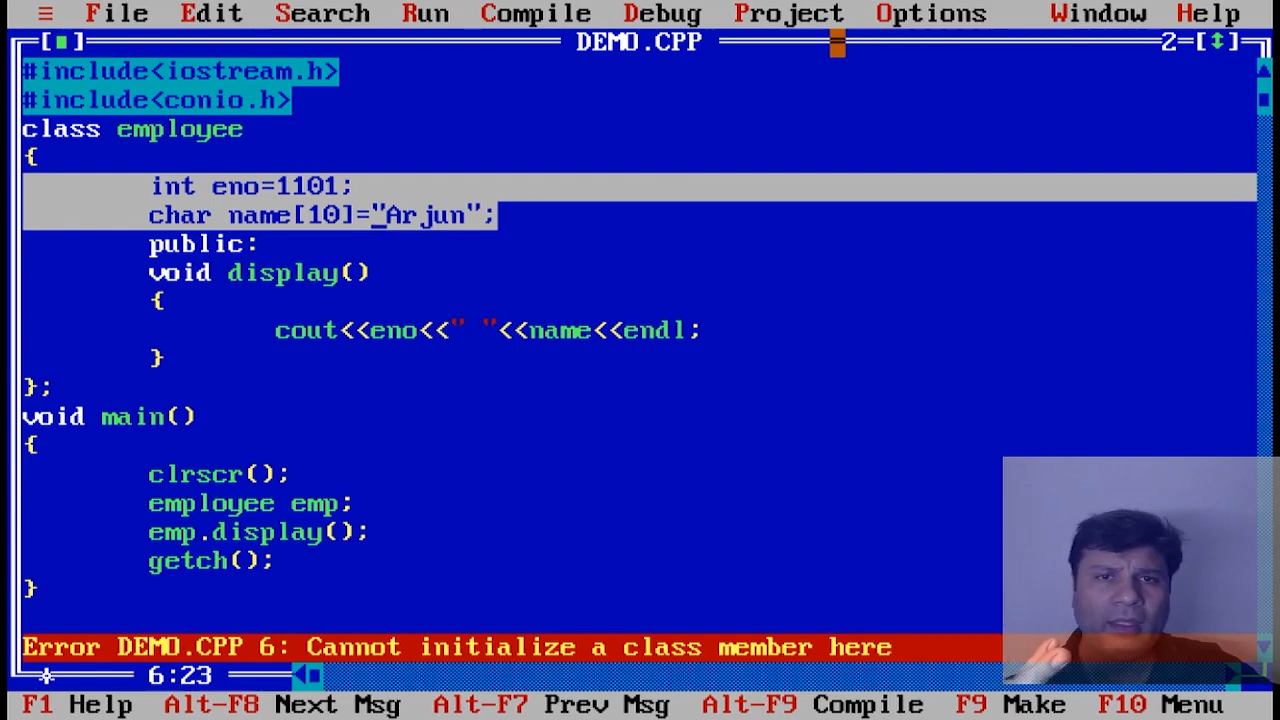 ≡ File Edit Search Run Compile Debug Project Options Window Help
[■] DEMO.CPP 2=[↕]
#include<iostream.h>
#include<conio.h>
class employee
{
int eno=1101;
char name[10]="Arjun";
public:
void display()
{
cout<<eno<<" "<<name<<endl;
}
};
void main()
{
clrscr();
employee emp;
emp.display();
getch();
}
Error DEMO.CPP 6: Cannot initialize a class member here
6:23
F1 Help Alt-F8 Next Msg Alt-F7 Prev Msg Alt-F9 Compile F9 Make F10 Menu